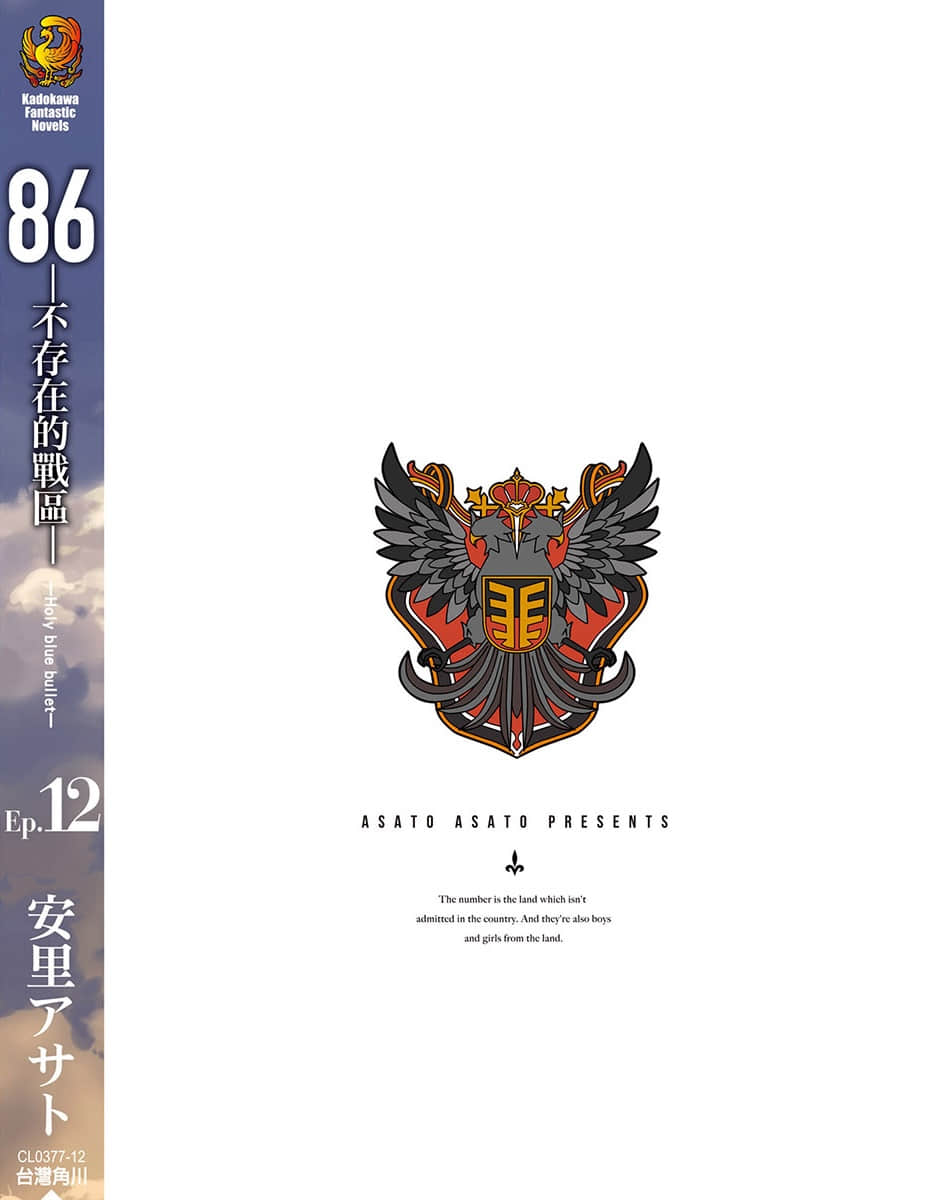 Kadokawa
Fantastic
Novels
86
—不存在的戰區—
—Holy blue bullet—
Ep.12
安里アサト
CL0377-12
台灣角川
ASATO ASATO PRESENTS
The number is the land which isn't
admitted in the country. And they're also boys
and girls from the land.